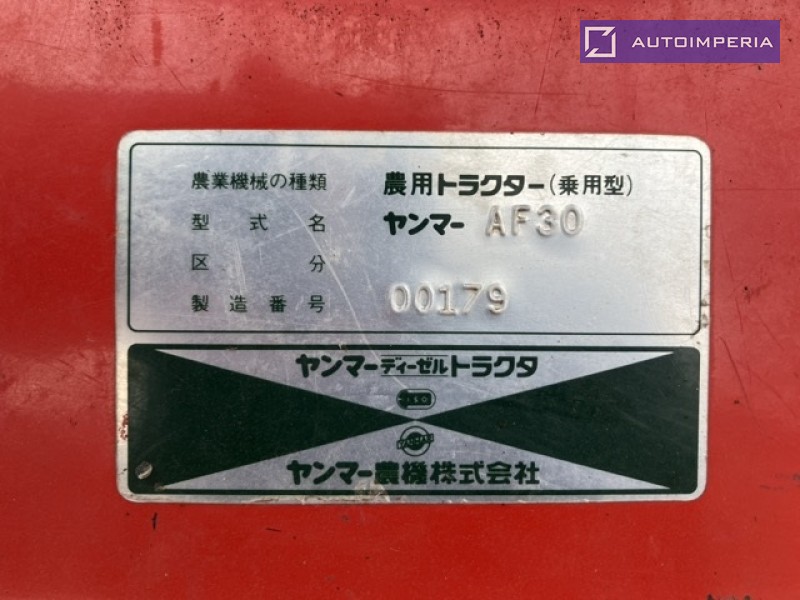 AUTOIMPERIA
農業機械の種類 農用トラクター(乗用型)
型式名 ヤンマー AF30
区分
製造番号 00179
ヤンマーディーゼルトラクタ
ヤンマー農機株式会社